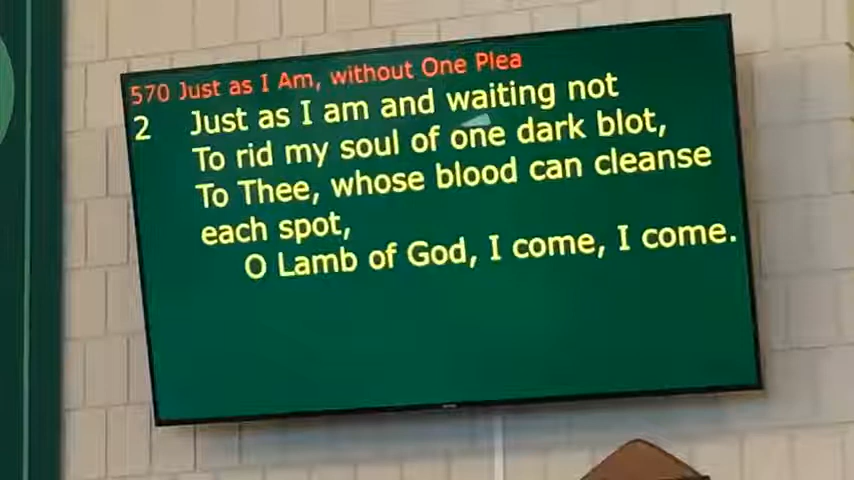 570 Just as I Am, without One Plea
2 Just as I am and waiting not
To rid my soul of one dark blot,
To Thee, whose blood can cleanse
each spot,
O Lamb of God, I come, I come.